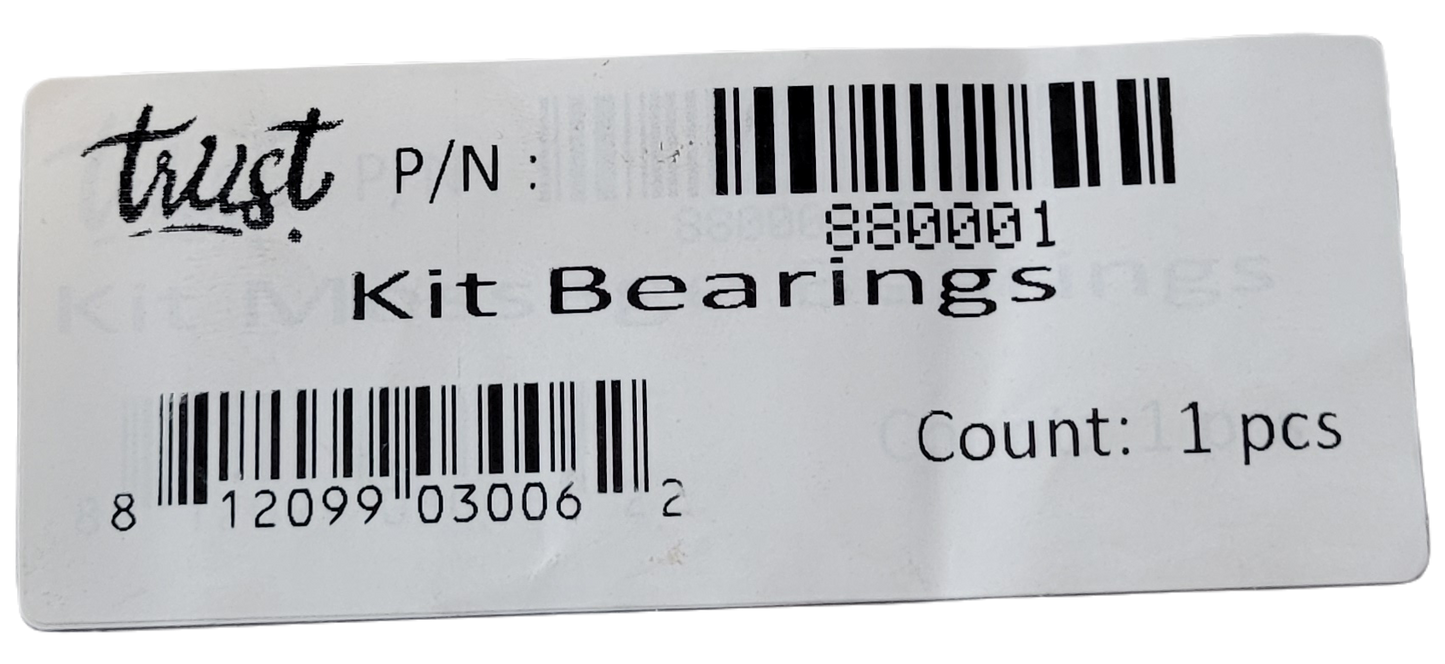 trust. P/N :
880001
Kit Bearings
Count: 1 pcs
8 12099 03006 2